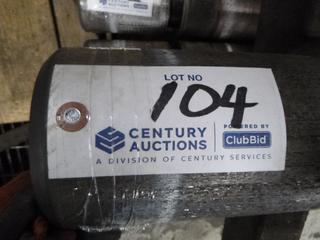 LOT NO
104
CENTURY AUCTIONS
POWERED BY
ClubBid
A DIVISION OF CENTURY SERVICES